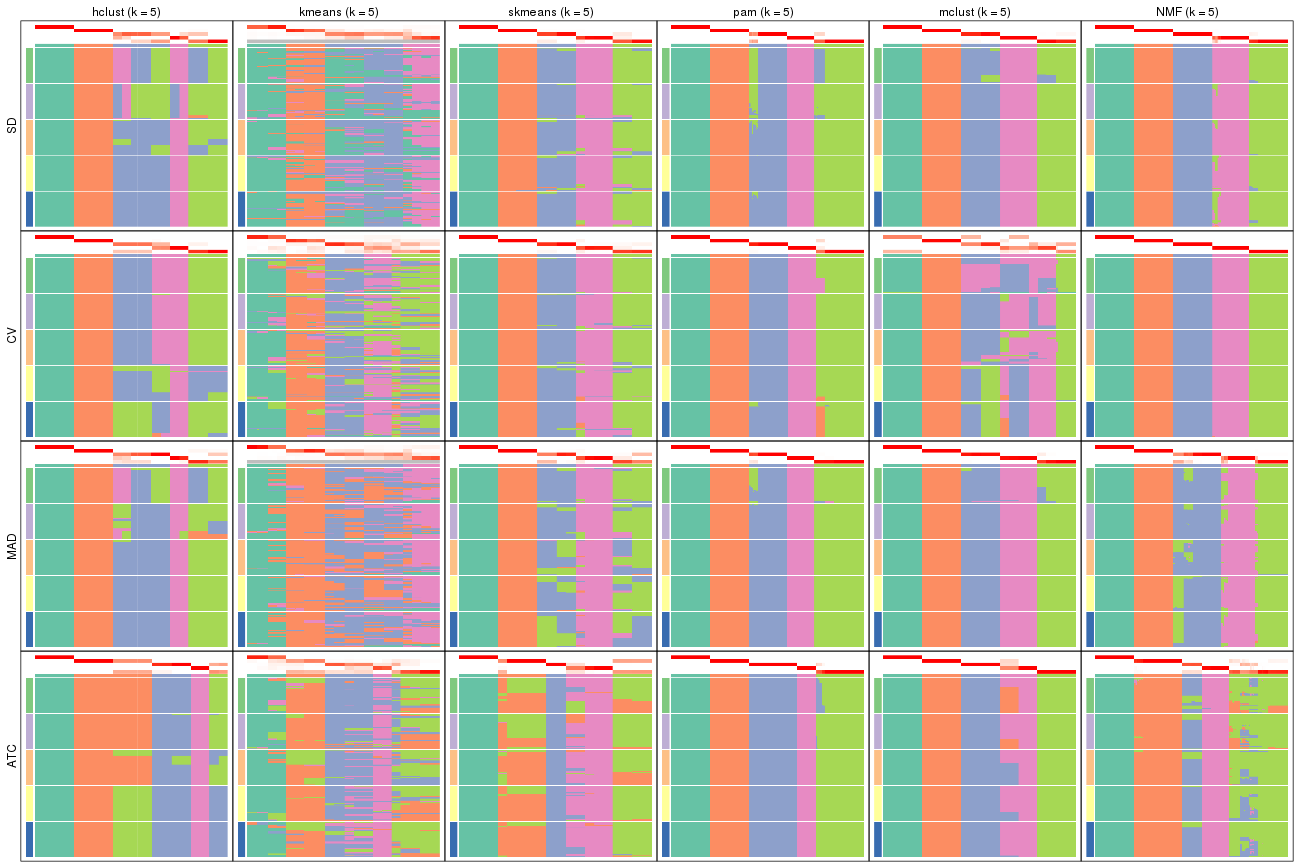 hclust (k = 5) kmeans (k = 5) skmeans (k = 5) pam (k = 5) mclust (k = 5) NMF (k = 5)
SD
CV
MAD
ATC